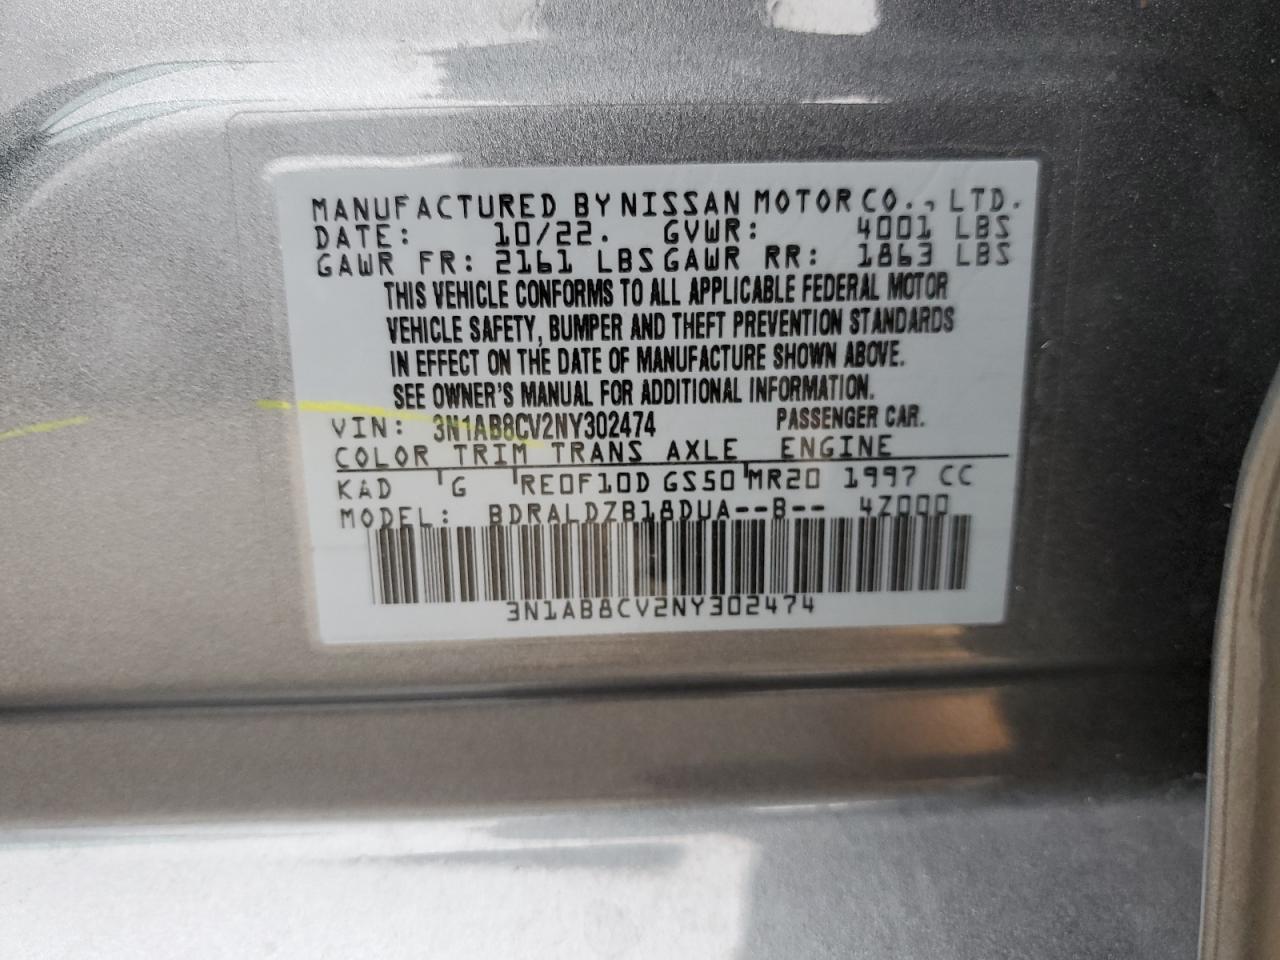 MANUFACTURED BY NISSAN MOTOR CO., LTD.
DATE: 10/22. GVWR: 4001 LBS
GAWR FR: 2161 LBS GAWR RR: 1863 LBS
THIS VEHICLE CONFORMS TO ALL APPLICABLE FEDERAL MOTOR
VEHICLE SAFETY, BUMPER AND THEFT PREVENTION STANDARDS
IN EFFECT ON THE DATE OF MANUFACTURE SHOWN ABOVE.
SEE OWNER'S MANUAL FOR ADDITIONAL INFORMATION.
VIN: 3N1AB8CV2NY302474 PASSENGER CAR.
COLOR TRIM TRANS AXLE ENGINE
KAD G RE0F10D GS50 MR20 1997 CC
MODEL: BDRALDZB18DUA--B-- 4Z000
3N1AB8CV2NY302474